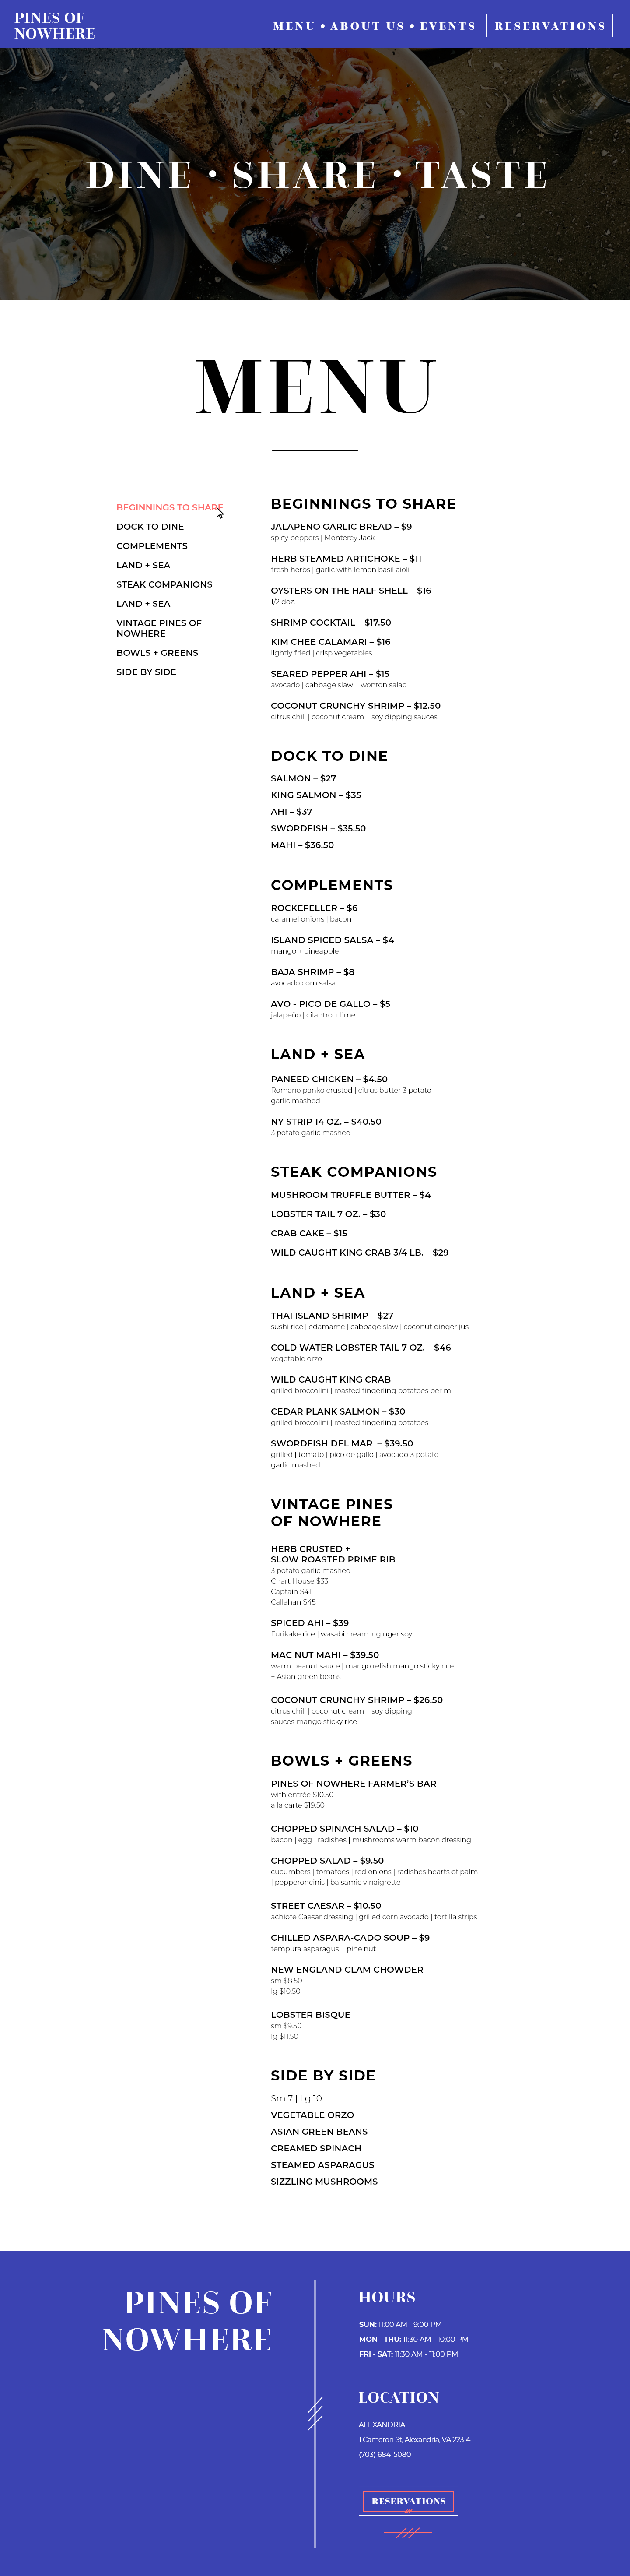 PINES OF
NOWHERE
MENU • ABOUT US • EVENTS
RESERVATIONS
DINE • SHARE • TASTE
MENU
BEGINNINGS TO SHARE
DOCK TO DINE
COMPLEMENTS
LAND + SEA
STEAK COMPANIONS
LAND + SEA
VINTAGE PINES OF
NOWHERE
BOWLS + GREENS
SIDE BY SIDE
BEGINNINGS TO SHARE
JALAPENO GARLIC BREAD – $9
spicy peppers | Monterey Jack
HERB STEAMED ARTICHOKE – $11
fresh herbs | garlic with lemon basil aioli
OYSTERS ON THE HALF SHELL – $16
1/2 doz.
SHRIMP COCKTAIL – $17.50
KIM CHEE CALAMARI – $16
lightly fried | crisp vegetables
SEARED PEPPER AHI – $15
avocado | cabbage slaw + wonton salad
COCONUT CRUNCHY SHRIMP – $12.50
citrus chili | coconut cream + soy dipping sauces
DOCK TO DINE
SALMON – $27
KING SALMON – $35
AHI – $37
SWORDFISH – $35.50
MAHI – $36.50
COMPLEMENTS
ROCKEFELLER – $6
caramel onions | bacon
ISLAND SPICED SALSA – $4
mango + pineapple
BAJA SHRIMP – $8
avocado corn salsa
AVO - PICO DE GALLO – $5
jalapeño | cilantro + lime
LAND + SEA
PANEED CHICKEN – $4.50
Romano panko crusted | citrus butter 3 potato
garlic mashed
NY STRIP 14 OZ. – $40.50
3 potato garlic mashed
STEAK COMPANIONS
MUSHROOM TRUFFLE BUTTER – $4
LOBSTER TAIL 7 OZ. – $30
CRAB CAKE – $15
WILD CAUGHT KING CRAB 3/4 LB. – $29
LAND + SEA
THAI ISLAND SHRIMP – $27
sushi rice | edamame | cabbage slaw | coconut ginger jus
COLD WATER LOBSTER TAIL 7 OZ. – $46
vegetable orzo
WILD CAUGHT KING CRAB
grilled broccolini | roasted fingerling potatoes per m
CEDAR PLANK SALMON – $30
grilled broccolini | roasted fingerling potatoes
SWORDFISH DEL MAR – $39.50
grilled | tomato | pico de gallo | avocado 3 potato
garlic mashed
VINTAGE PINES
OF NOWHERE
HERB CRUSTED +
SLOW ROASTED PRIME RIB
3 potato garlic mashed
Chart House $33
Captain $41
Callahan $45
SPICED AHI – $39
Furikake rice | wasabi cream + ginger soy
MAC NUT MAHI – $39.50
warm peanut sauce | mango relish mango sticky rice
+ Asian green beans
COCONUT CRUNCHY SHRIMP – $26.50
citrus chili | coconut cream + soy dipping
sauces mango sticky rice
BOWLS + GREENS
PINES OF NOWHERE FARMER'S BAR
with entrée $10.50
a la carte $19.50
CHOPPED SPINACH SALAD – $10
bacon | egg | radishes | mushrooms warm bacon dressing
CHOPPED SALAD – $9.50
cucumbers | tomatoes | red onions | radishes hearts of palm
| pepperoncinis | balsamic vinaigrette
STREET CAESAR – $10.50
achiote Caesar dressing | grilled corn avocado | tortilla strips
CHILLED ASPARA-CADO SOUP – $9
tempura asparagus + pine nut
NEW ENGLAND CLAM CHOWDER
sm $8.50
lg $10.50
LOBSTER BISQUE
sm $9.50
lg $11.50
SIDE BY SIDE
Sm 7 | Lg 10
VEGETABLE ORZO
ASIAN GREEN BEANS
CREAMED SPINACH
STEAMED ASPARAGUS
SIZZLING MUSHROOMS
PINES OF
NOWHERE
HOURS
SUN: 11:00 AM - 9:00 PM
MON - THU: 11:30 AM - 10:00 PM
FRI - SAT: 11:30 AM - 11:00 PM
LOCATION
ALEXANDRIA
1 Cameron St, Alexandria, VA 22314
(703) 684-5080
RESERVATIONS